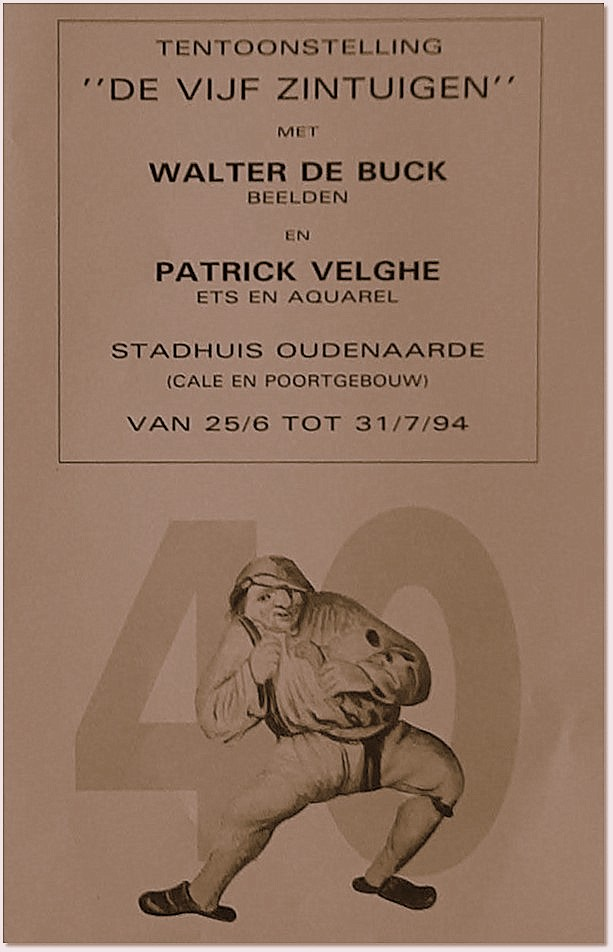 TENTOONSTELLING
''DE VIJF ZINTUIGEN''
MET
WALTER DE BUCK
BEELDEN
EN
PATRICK VELGHE
ETS EN AQUAREL
STADHUIS OUDENAARDE
(CALE EN POORTGEBOUW)
VAN 25/6 TOT 31/7/94
40